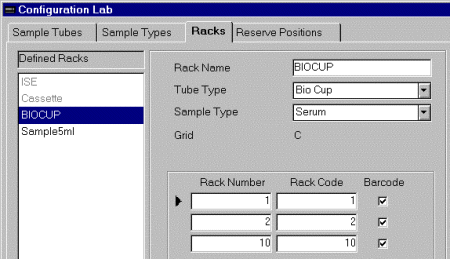 Configuration Lab
Sample Tubes Sample Types Racks Reserve Positions
Defined Racks
ISE
Cassette
BIOCUP
Sample5ml
Rack Name BIOCUP
Tube Type Bio Cup
Sample Type Serum
Grid C
Rack Number Rack Code Barcode
1 1
2 2
10 10